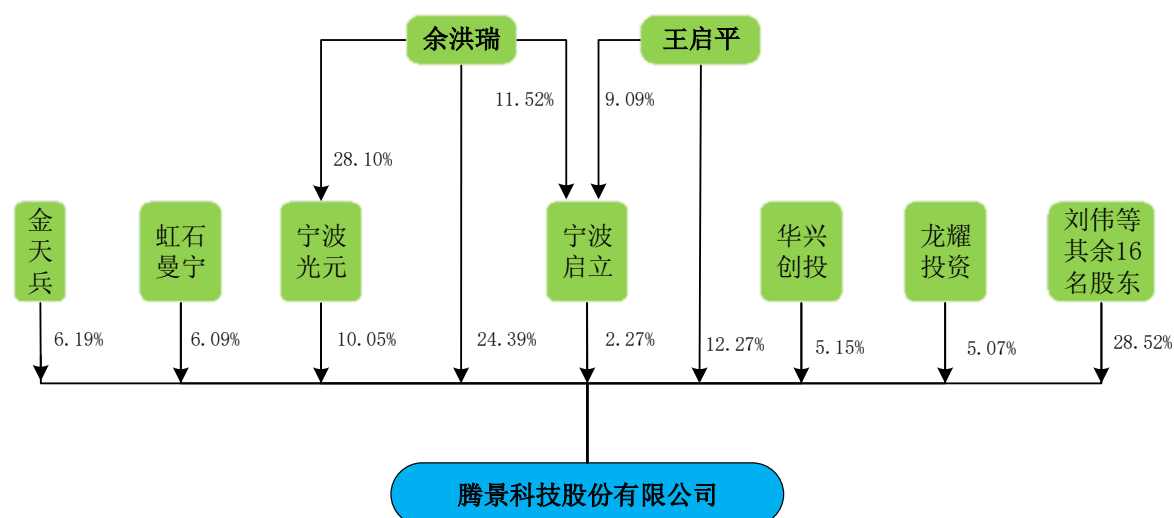 余洪瑞
王启平
11.52%
9.09%
28.10%
金
天
兵
虹石
曼宁
宁波
光元
宁波
启立
华兴
创投
龙耀
投资
刘伟等
其余16
名股东
6.19%
6.09%
10.05%
24.39%
2.27%
12.27%
5.15%
5.07%
28.52%
腾景科技股份有限公司